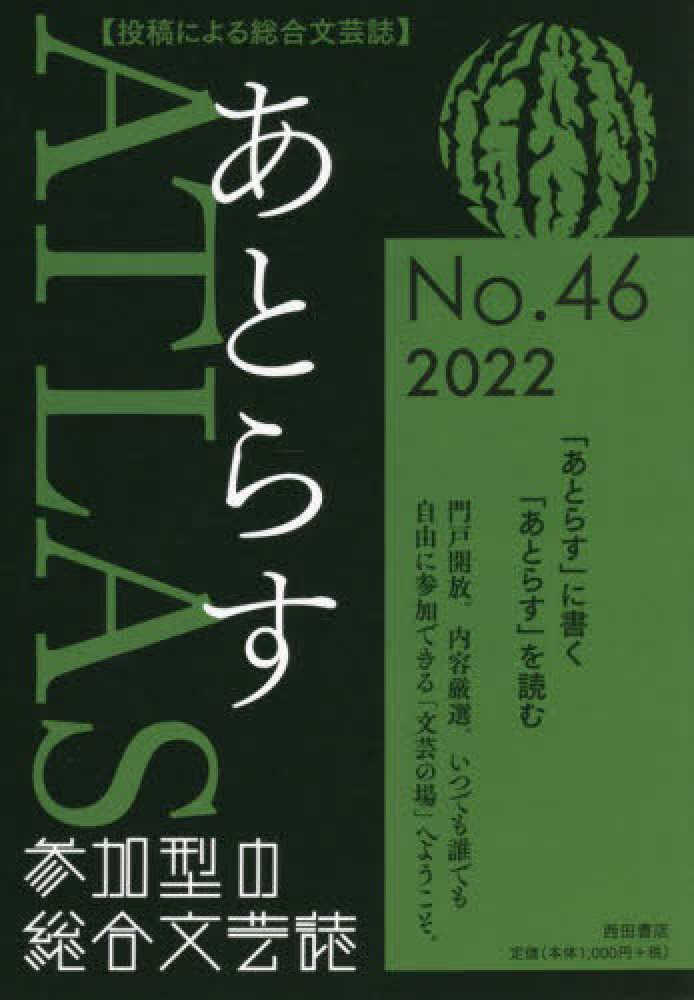 【投稿による総合文芸誌】
ATLAS
あとらす
No.46
2022
「あとらす」に書く
「あとらす」を読む
門戸開放、内容厳選、いつでも誰でも
自由に参加できる「文芸の場」へようこそ。
参加型の
総合文芸誌
西田書店
定価（本体1,000円+税）